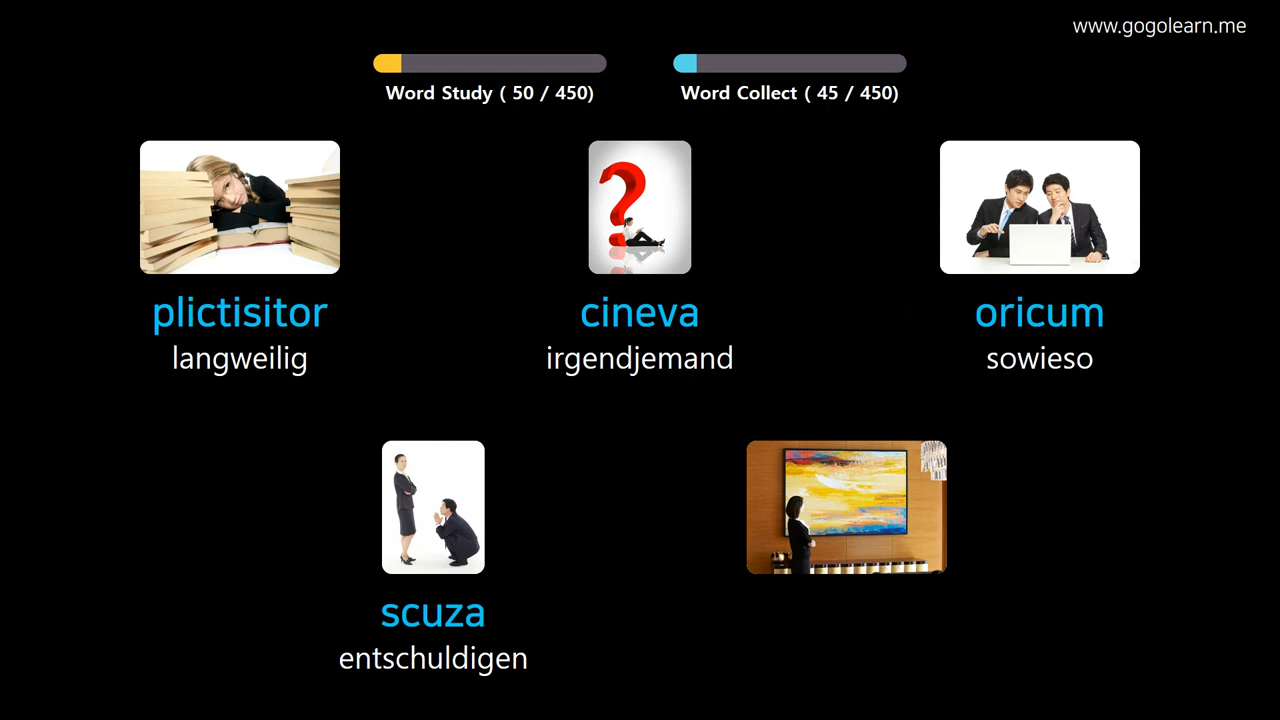 www.gogolearn.me
Word Study ( 50 / 450)
Word Collect ( 45 / 450)
plictisitor
langweilig
cineva
irgendjemand
oricum
sowieso
scuza
entschuldigen